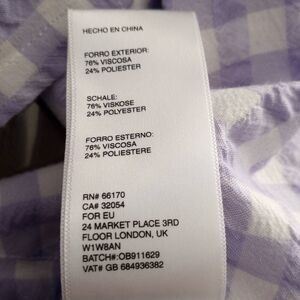 HECHO EN CHINA
FORRO EXTERIOR:
76% VISCOSA
24% POLIESTER
SCHALE:
76% VISKOSE
24% POLYESTER
FORRO ESTERNO:
76% VISCOSA
24% POLIESTERE
RN# 66170
CA# 32054
FOR EU
24 MARKET PLACE 3RD
FLOOR LONDON, UK
W1W8AN
BATCH#:OB911629
VAT# GB 684936382